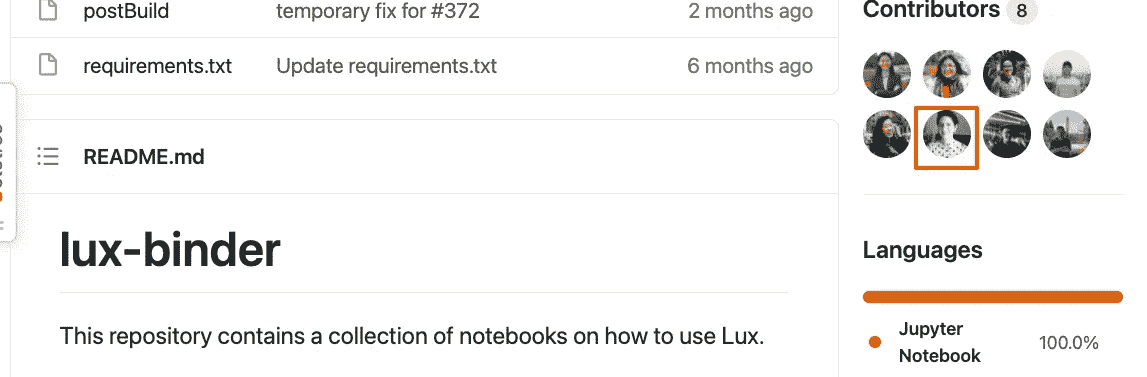 postBuild temporary fix for #372 2 months ago
requirements.txt Update requirements.txt 6 months ago
README.md
lux-binder
This repository contains a collection of notebooks on how to use Lux.
Contributors 8
Languages
Jupyter
Notebook 100.0%